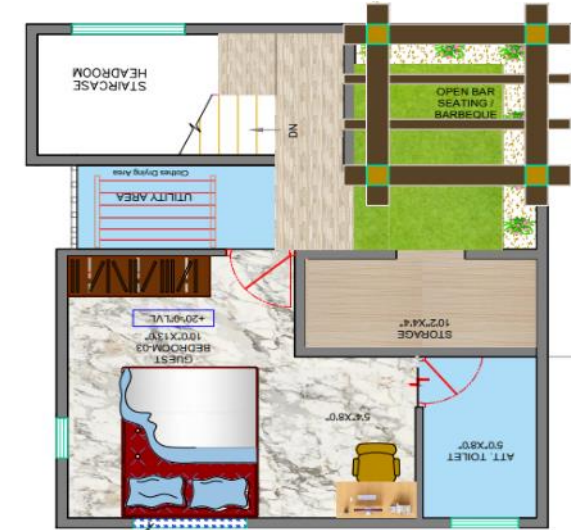 STAIRCASE
HEADROOM
OPEN BAR
SEATING /
BARBEQUE
DN
Clothes Drying Area
UTILITY AREA
+20'-0"LVL
GUEST
BEDROOM-03
10'0"X13'0"
STORAGE
10'2"X4'4"
5'4"X8'0"
ATT. TOILET
5'0"X8'0"